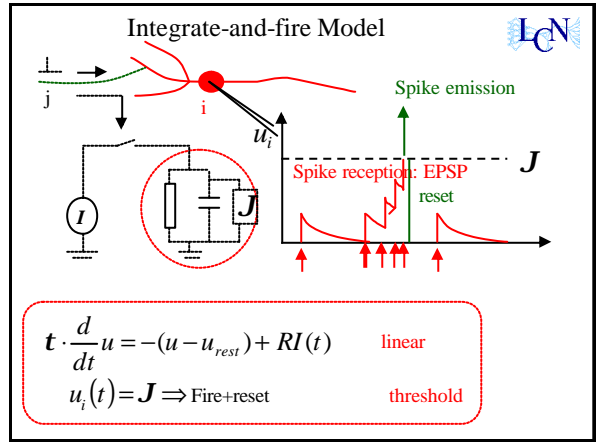 Integrate-and-fire Model
LCN
j
i
u_i
Spike emission
J
Spike reception: EPSP
reset
I
J
t · d/dt u = −(u − u_rest) + RI(t) linear
u_i(t) = J ⇒ Fire+reset threshold